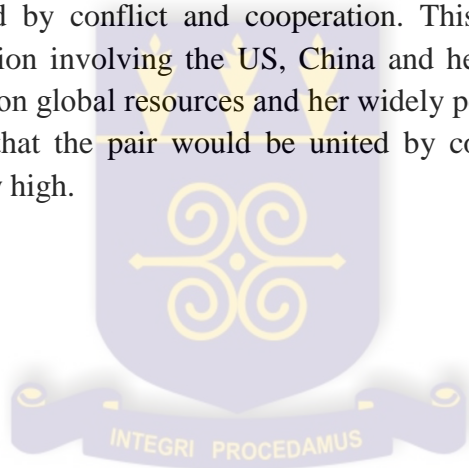 d by conflict and cooperation. This
ion involving the US, China and he
on global resources and her widely p
that the pair would be united by co
high.
INTEGRI PROCEDAMUS